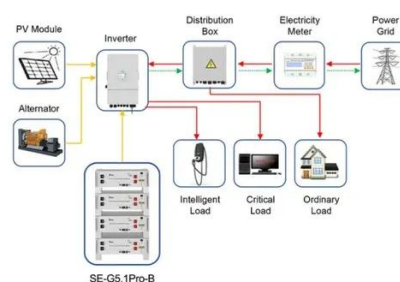 PV Module
Inverter
Distribution
Box
Electricity
Meter
Power
Grid
Alternator
Intelligent
Load
Critical
Load
Ordinary
Load
SE-G5.1Pro-B